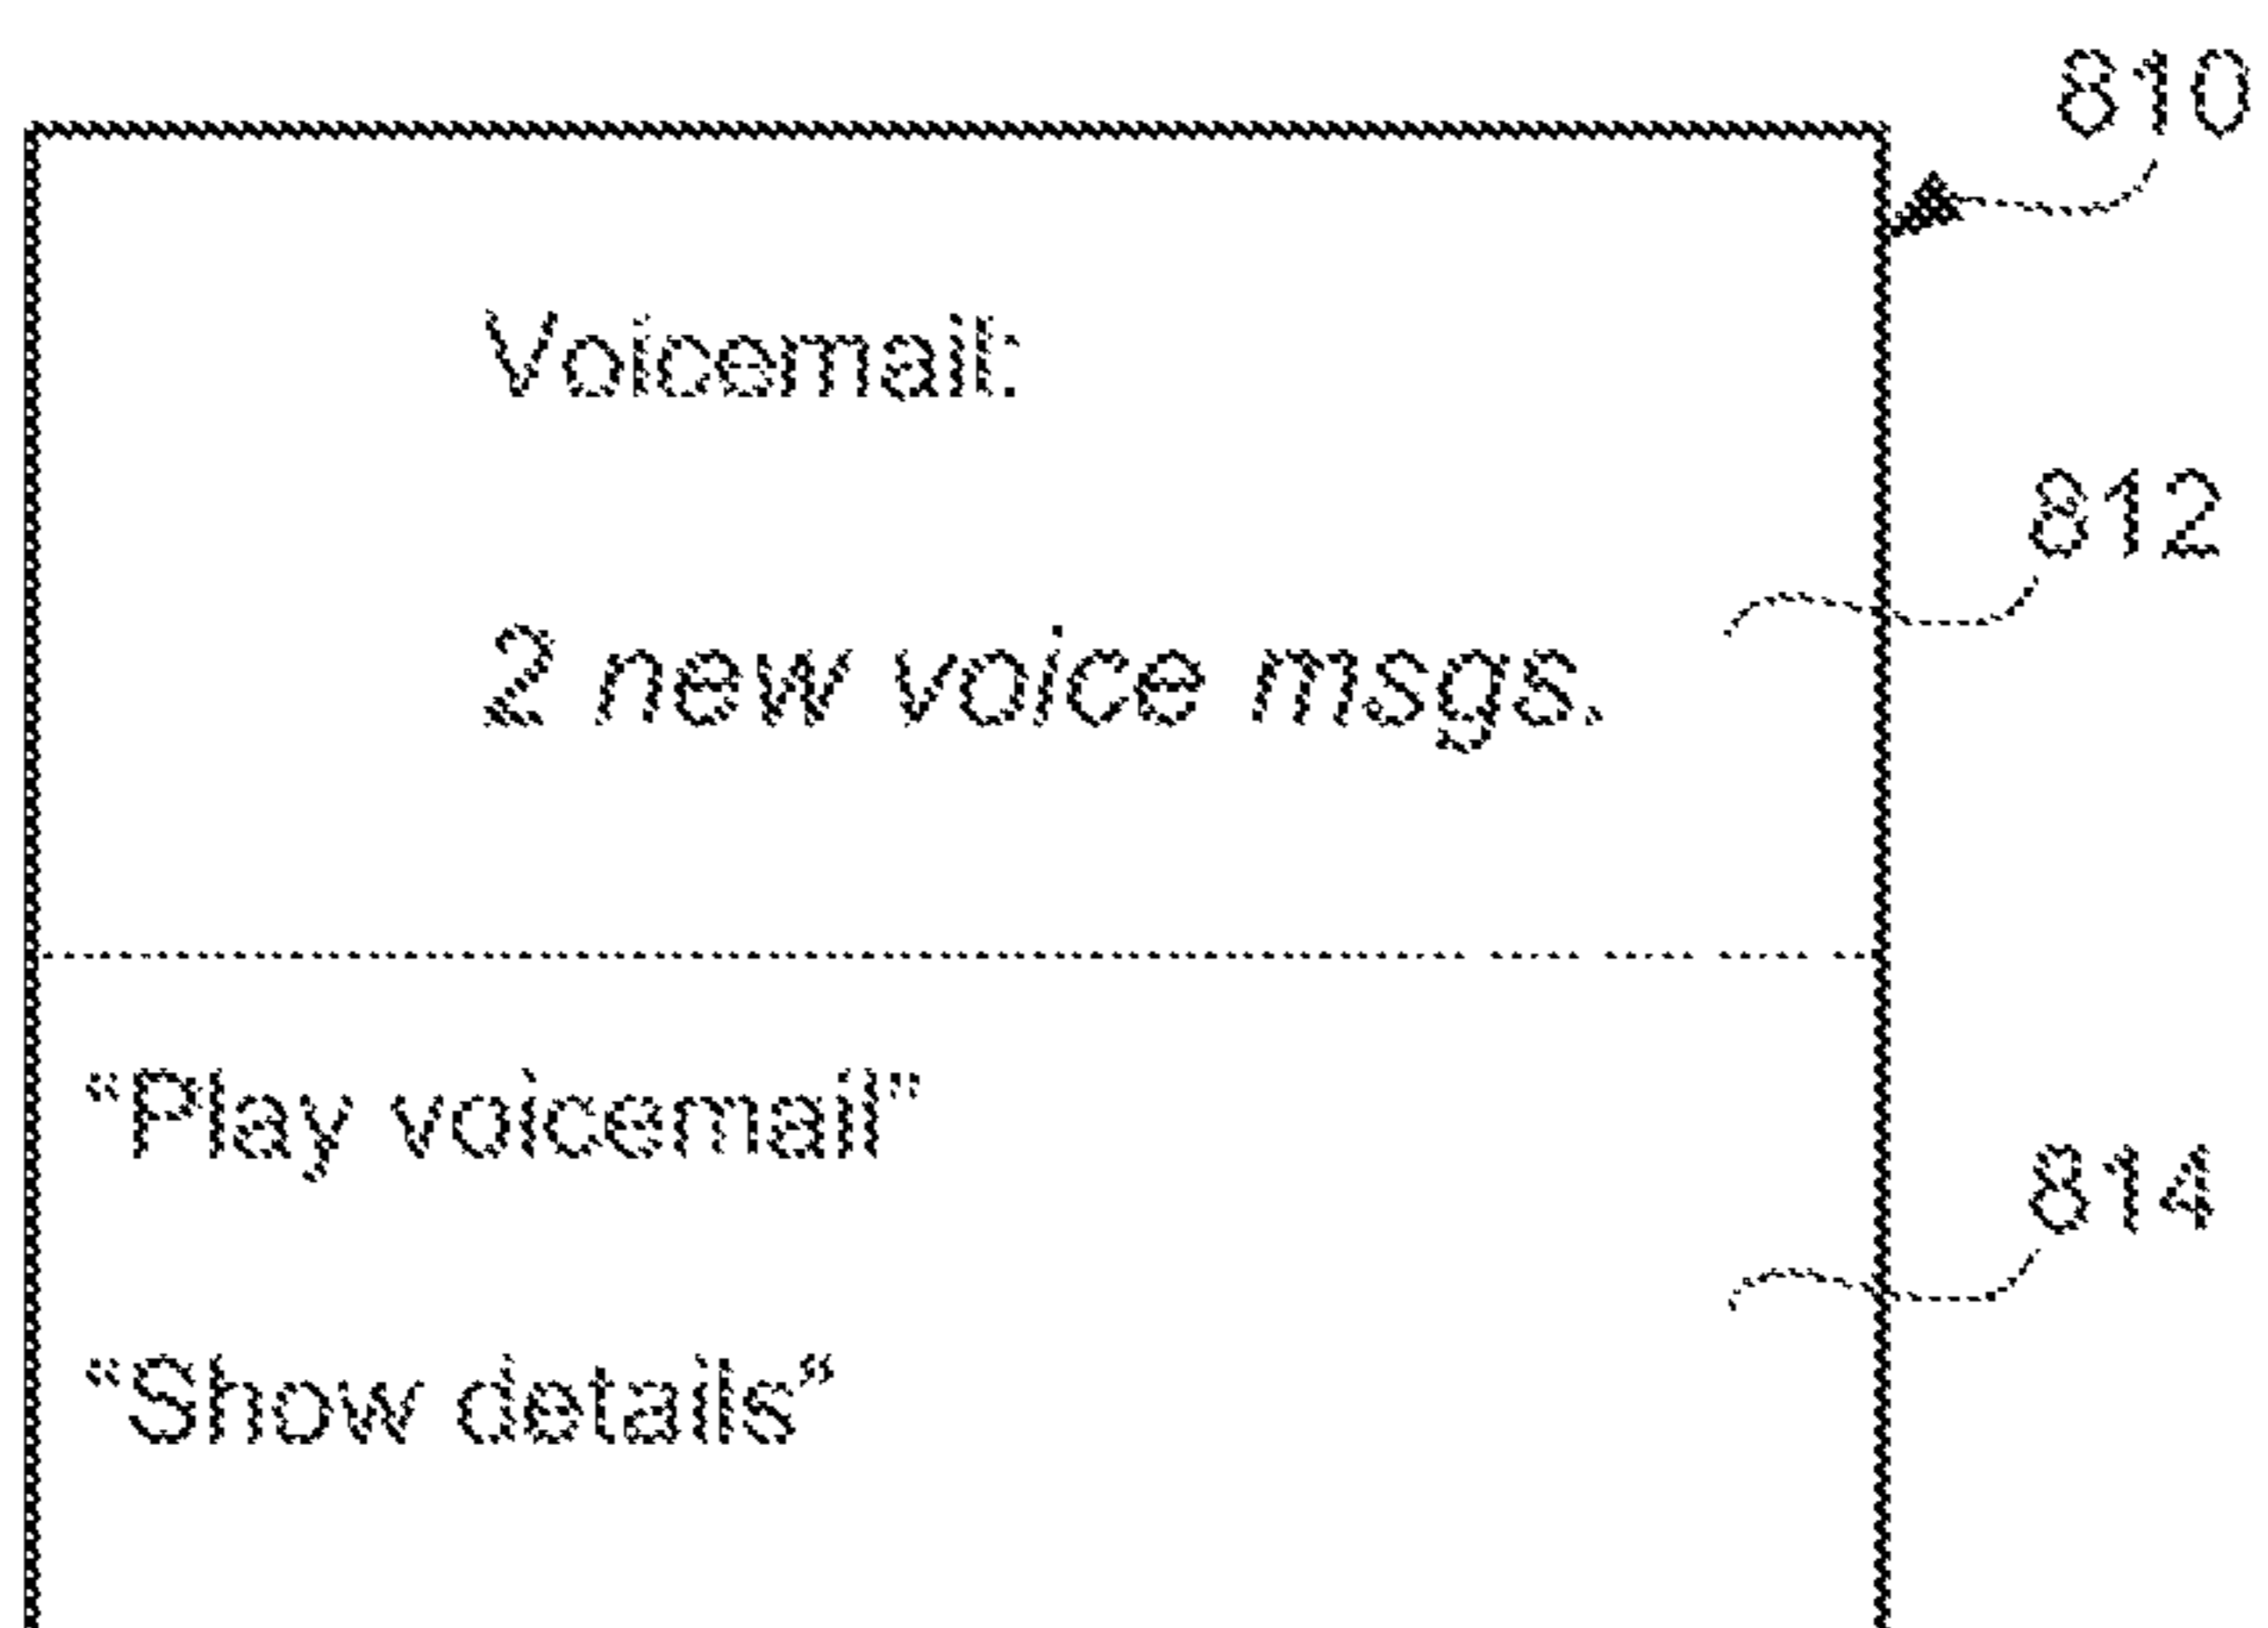 810
Voicemail:
812
2 new voice msgs.
“Play voicemail”
814
“Show details”